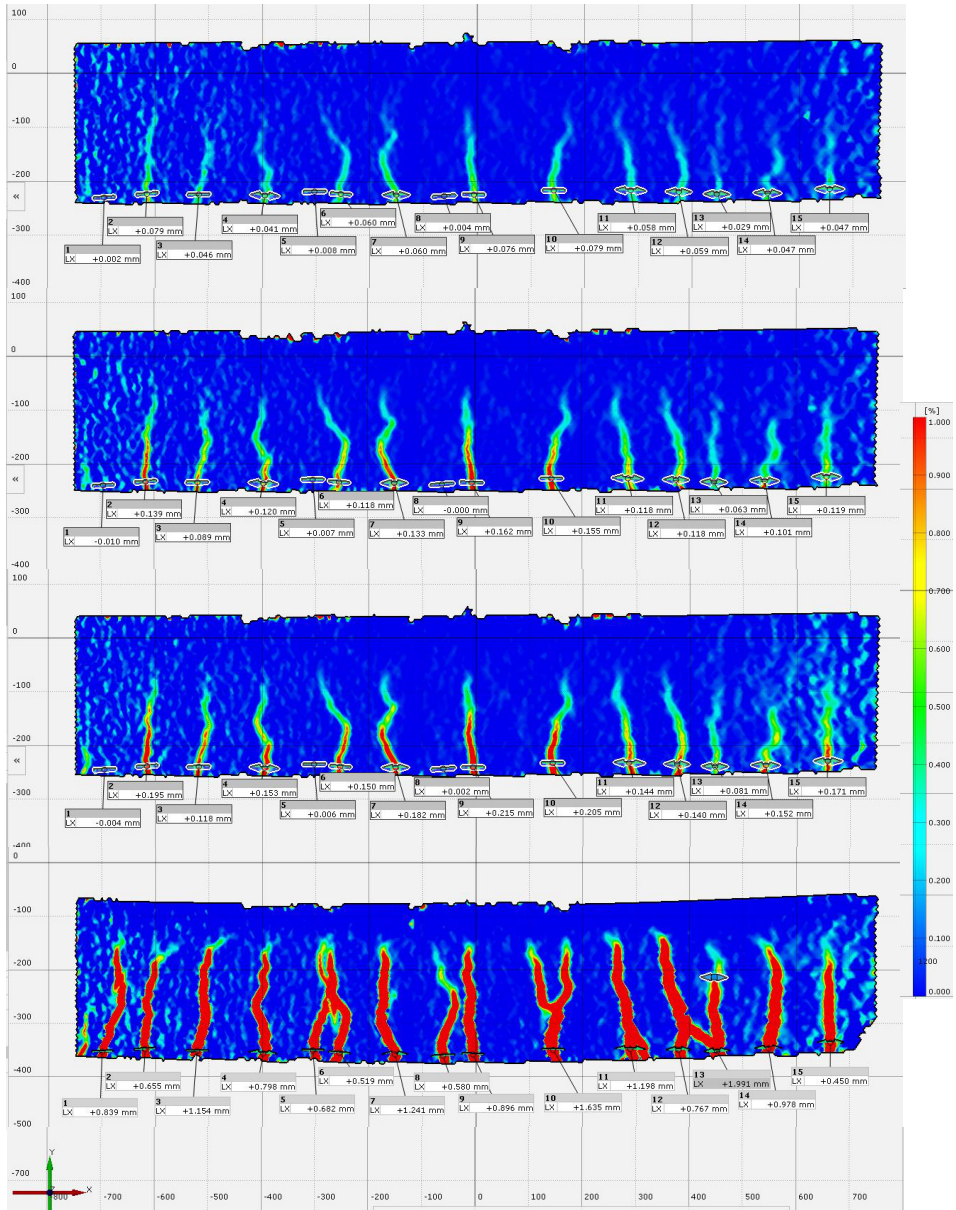 100
0
-100
-200
-300
-400
«
1
LX +0.002 mm
2
LX +0.079 mm
3
LX +0.046 mm
4
LX +0.041 mm
5
LX +0.008 mm
6
LX +0.060 mm
7
LX +0.060 mm
8
LX +0.004 mm
9
LX +0.076 mm
10
LX +0.079 mm
11
LX +0.058 mm
12
LX +0.059 mm
13
LX +0.029 mm
14
LX +0.047 mm
15
LX +0.047 mm
100
0
-100
-200
-300
-400
«
1
LX -0.010 mm
2
LX +0.139 mm
3
LX +0.089 mm
4
LX +0.120 mm
5
LX +0.007 mm
6
LX +0.118 mm
7
LX +0.133 mm
8
LX -0.000 mm
9
LX +0.162 mm
10
LX +0.155 mm
11
LX +0.118 mm
12
LX +0.118 mm
13
LX +0.063 mm
14
LX +0.101 mm
15
LX +0.119 mm
100
0
-100
-200
-300
-400
«
1
LX -0.004 mm
2
LX +0.195 mm
3
LX +0.118 mm
4
LX +0.153 mm
5
LX +0.006 mm
6
LX +0.150 mm
7
LX +0.182 mm
8
LX +0.002 mm
9
LX +0.215 mm
10
LX +0.205 mm
11
LX +0.144 mm
12
LX +0.140 mm
13
LX +0.081 mm
14
LX +0.152 mm
15
LX +0.171 mm
0
-100
-200
-300
-400
-500
-700
1
LX +0.839 mm
2
LX +0.655 mm
3
LX +1.154 mm
4
LX +0.798 mm
5
LX +0.682 mm
6
LX +0.519 mm
7
LX +1.241 mm
8
LX +0.580 mm
9
LX +0.896 mm
10
LX +1.635 mm
11
LX +1.198 mm
12
LX +0.767 mm
13
LX +1.991 mm
14
LX +0.978 mm
15
LX +0.450 mm
Y
X
-800 -700 -600 -500 -400 -300 -200 -100 0 100 200 300 400 500 600 700
[%]
1.000
0.900
0.800
0.700
0.600
0.500
0.400
0.300
0.200
0.100
1200
0.000